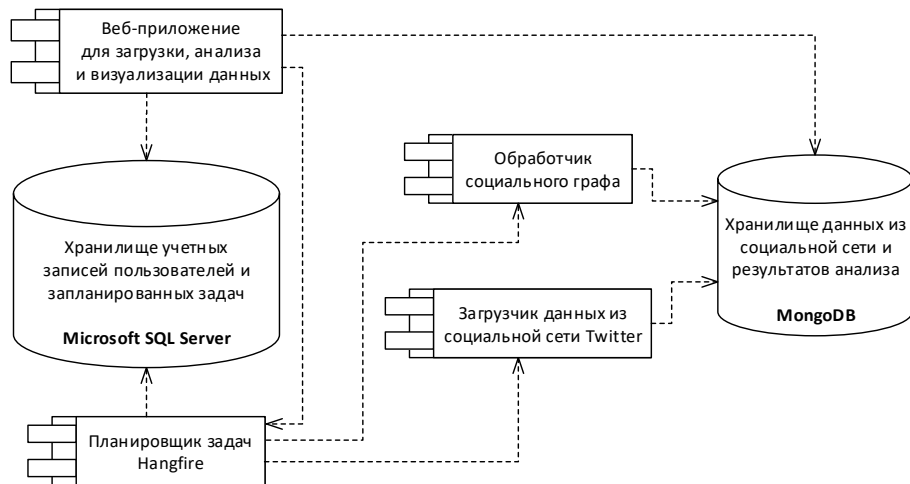 Веб-приложение
для загрузки, анализа
и визуализации данных
Обработчик
социального графа
Хранилище учетных
записей пользователей и
запланированных задач
Microsoft SQL Server
Хранилище данных из
социальной сети и
результатов анализа
MongoDB
Загрузчик данных из
социальной сети Twitter
Планировщик задач
Hangfire